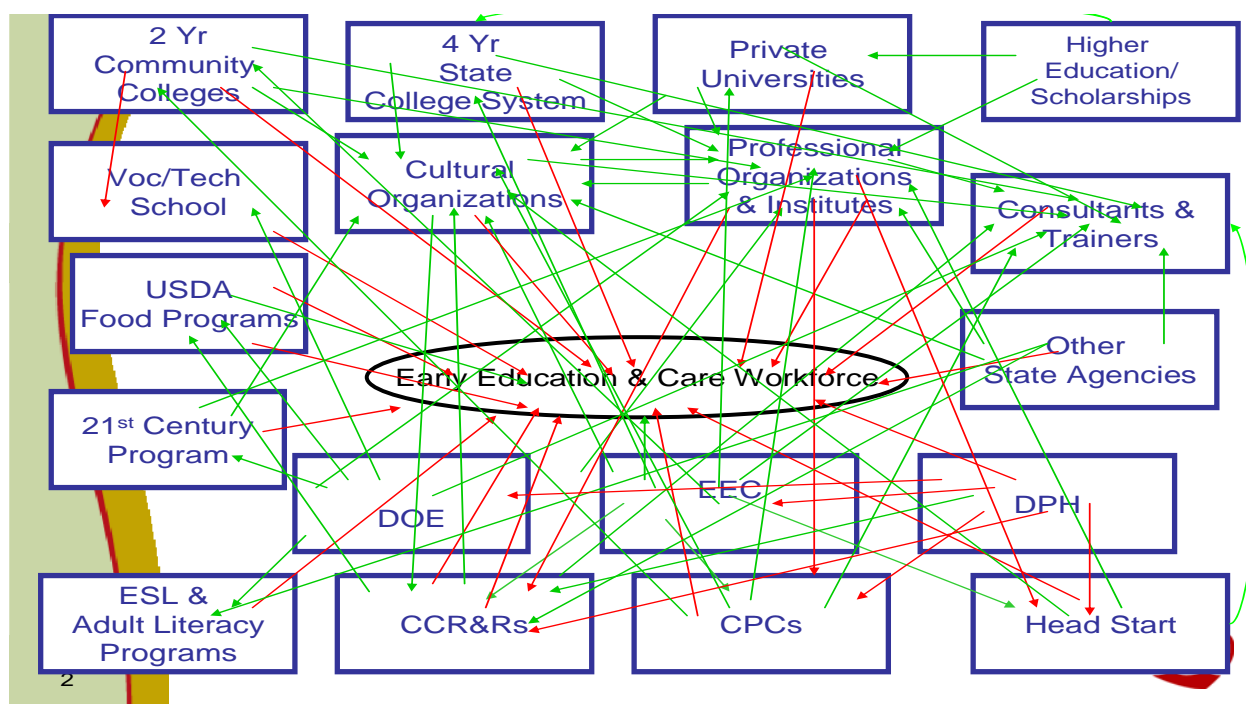 2 Yr
Community
Colleges
4 Yr
State
College System
Private
Universities
Higher
Education/
Scholarships
Voc/Tech
School
Cultural
Organizations
Professional
Organizations
& Institutes
Consultants &
Trainers
USDA
Food Programs
Other
State Agencies
Early Education & Care Workforce
21st Century
Program
DOE
EEC
DPH
ESL &
Adult Literacy
Programs
CCR&Rs
CPCs
Head Start
2